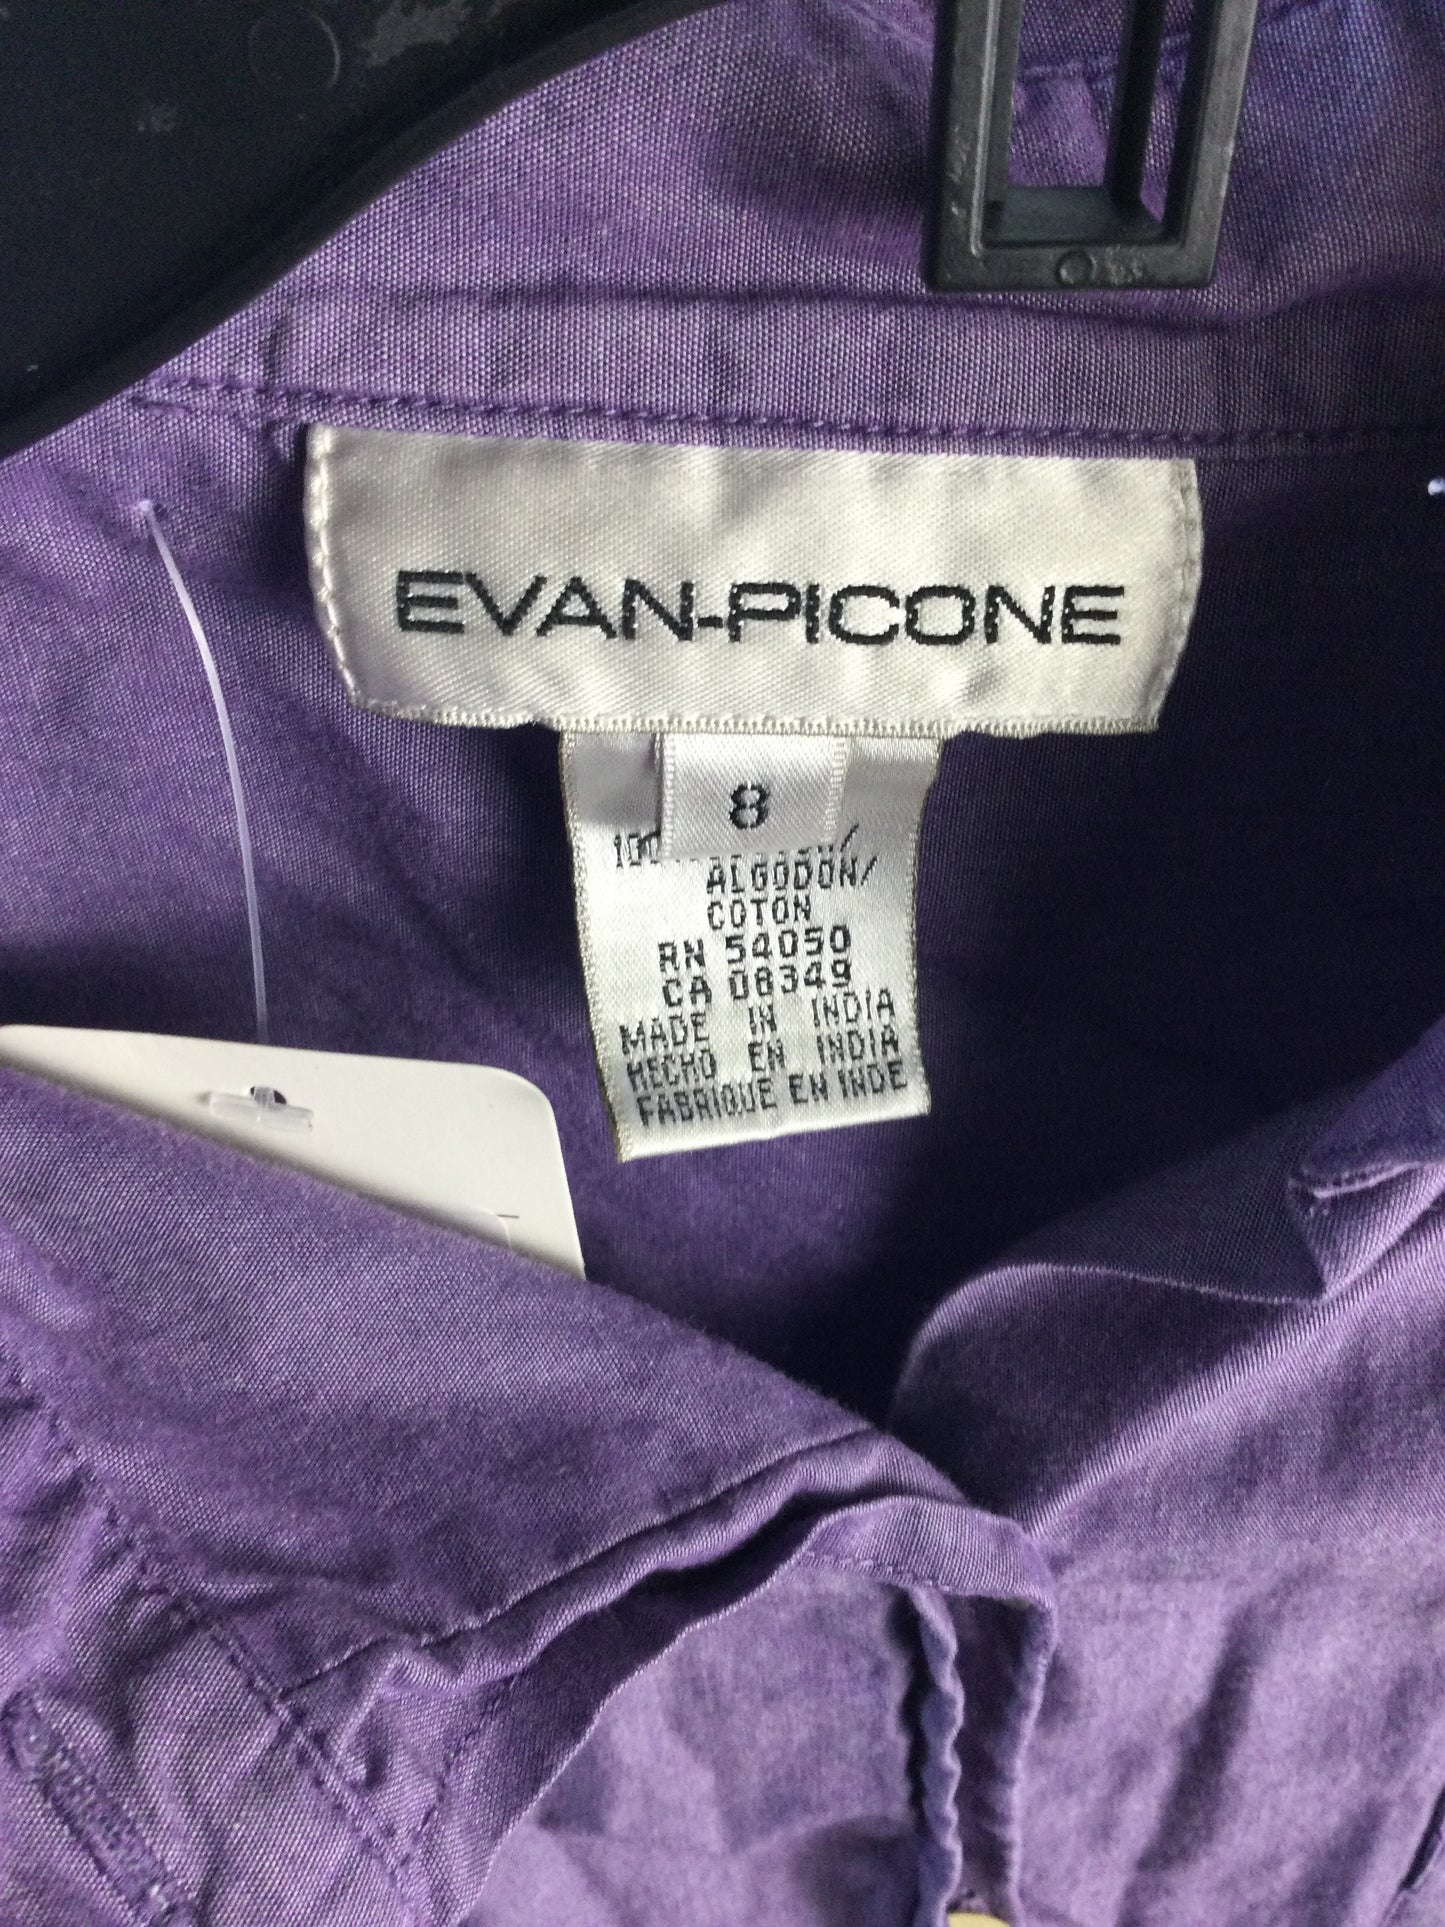 EVAN-PICONE
8
ALGODON/
COTON
RN 54050
CA 08349
MADE IN INDIA
HECHO EN INDIA
FABRIQUE EN INDE